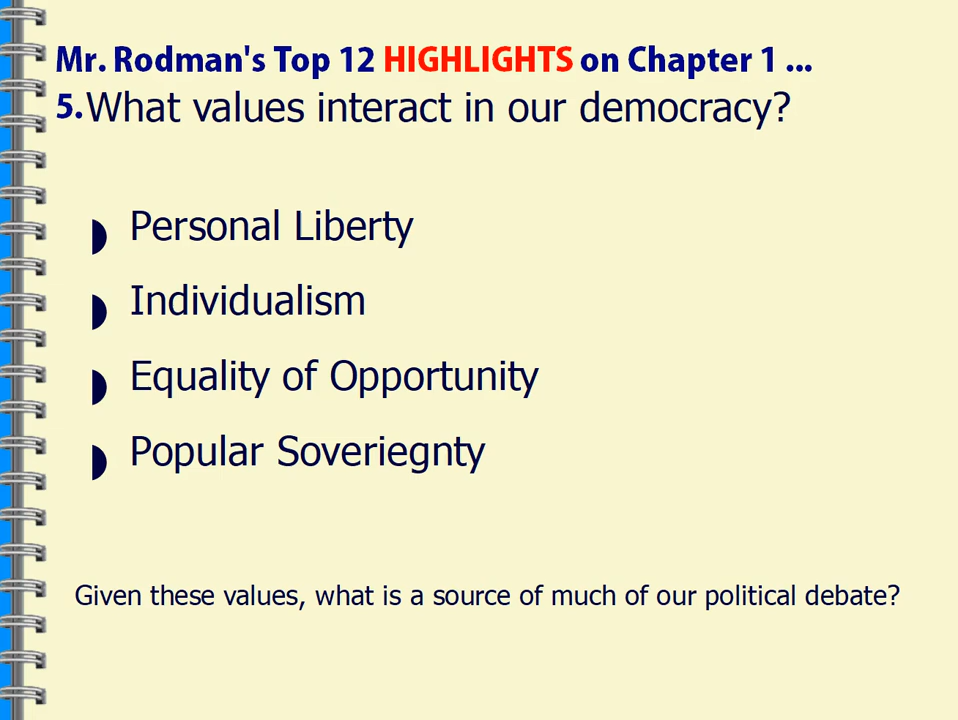 Mr. Rodman's Top 12 HIGHLIGHTS on Chapter 1 ...
5. What values interact in our democracy?
Personal Liberty
Individualism
Equality of Opportunity
Popular Soveriegnty
Given these values, what is a source of much of our political debate?